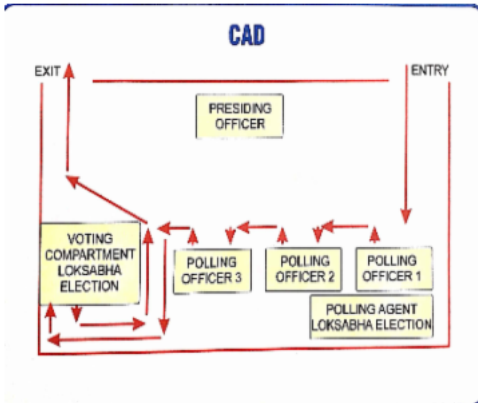 CAD
EXIT
ENTRY
PRESIDING
OFFICER
VOTING
COMPARTMENT
LOKSABHA
ELECTION
POLLING
OFFICER 3
POLLING
OFFICER 2
POLLING
OFFICER 1
POLLING AGENT
LOKSABHA ELECTION